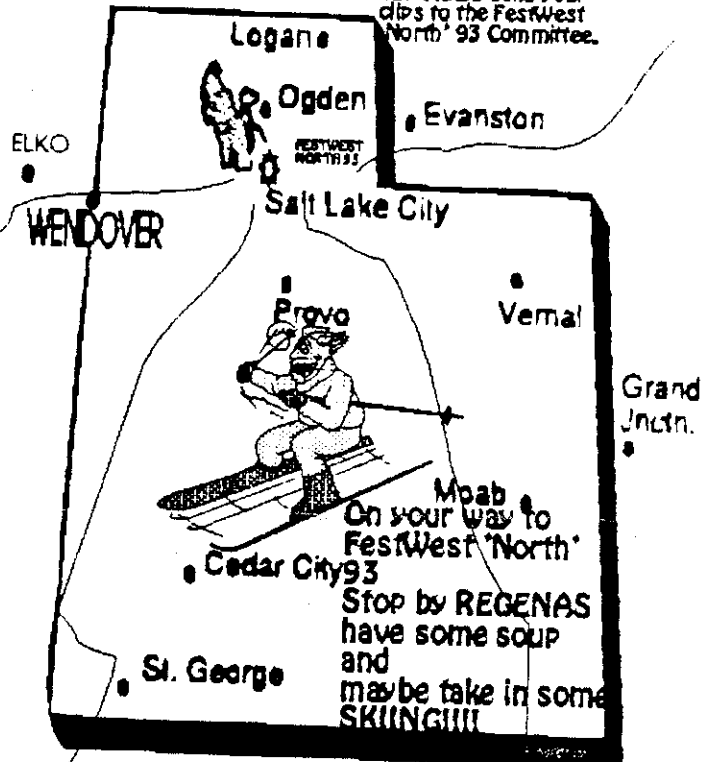 clips to the FestWest
North' 93 Committee.
Logan
Ogden
Evanston
ELKO
FESTWEST
NORTH 93
Salt Lake City
WENDOVER
Provo
Vernal
Grand
Jnctn.
Moab
On your way to
FestWest 'North'
Cedar City 93
Stop by REGENAS
have some soup
and
St. George
maybe take in some
SKIING!!!!